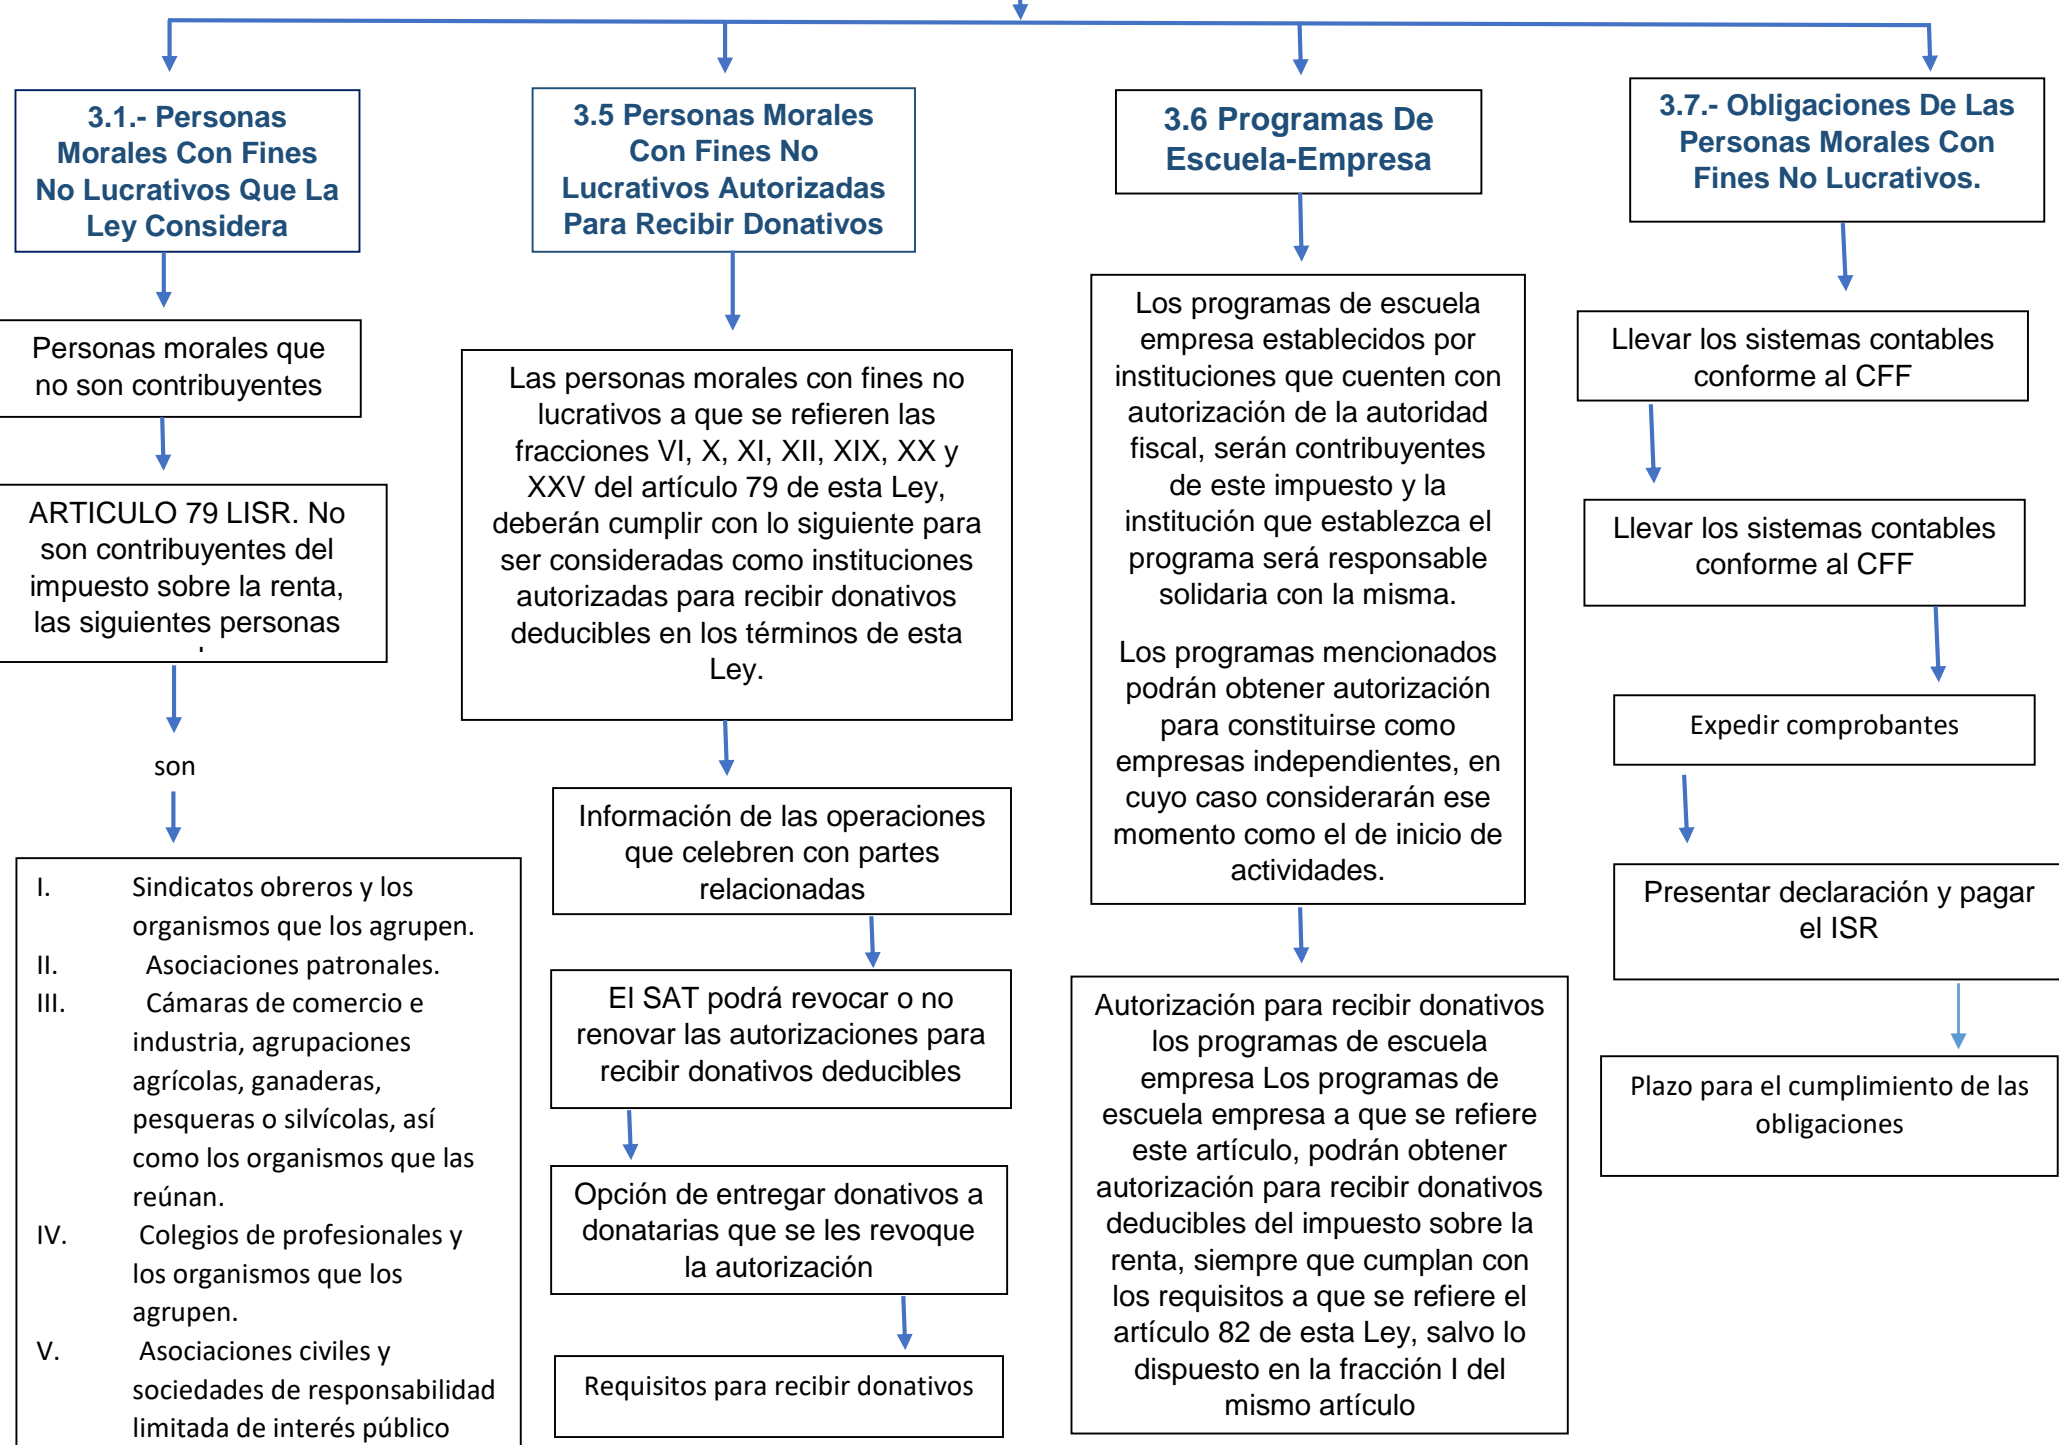 3.1.- Personas
Morales Con Fines
No Lucrativos Que La
Ley Considera
Personas morales que
no son contribuyentes
ARTICULO 79 LISR. No
son contribuyentes del
impuesto sobre la renta,
las siguientes personas
son
I. Sindicatos obreros y los
organismos que los agrupen.
II. Asociaciones patronales.
III. Cámaras de comercio e
industria, agrupaciones
agrícolas, ganaderas,
pesqueras o silvícolas, así
como los organismos que las
reúnan.
IV. Colegios de profesionales y
los organismos que los
agrupen.
V. Asociaciones civiles y
sociedades de responsabilidad
limitada de interés público
3.5 Personas Morales
Con Fines No
Lucrativos Autorizadas
Para Recibir Donativos
Las personas morales con fines no
lucrativos a que se refieren las
fracciones VI, X, XI, XII, XIX, XX y
XXV del artículo 79 de esta Ley,
deberán cumplir con lo siguiente para
ser consideradas como instituciones
autorizadas para recibir donativos
deducibles en los términos de esta
Ley.
Información de las operaciones
que celebren con partes
relacionadas
El SAT podrá revocar o no
renovar las autorizaciones para
recibir donativos deducibles
Opción de entregar donativos a
donatarias que se les revoque
la autorización
Requisitos para recibir donativos
3.6 Programas De
Escuela-Empresa
Los programas de escuela
empresa establecidos por
instituciones que cuenten con
autorización de la autoridad
fiscal, serán contribuyentes
de este impuesto y la
institución que establezca el
programa será responsable
solidaria con la misma.
Los programas mencionados
podrán obtener autorización
para constituirse como
empresas independientes, en
cuyo caso considerarán ese
momento como el de inicio de
actividades.
Autorización para recibir donativos
los programas de escuela
empresa Los programas de
escuela empresa a que se refiere
este artículo, podrán obtener
autorización para recibir donativos
deducibles del impuesto sobre la
renta, siempre que cumplan con
los requisitos a que se refiere el
artículo 82 de esta Ley, salvo lo
dispuesto en la fracción I del
mismo artículo
3.7.- Obligaciones De Las
Personas Morales Con
Fines No Lucrativos.
Llevar los sistemas contables
conforme al CFF
Llevar los sistemas contables
conforme al CFF
Expedir comprobantes
Presentar declaración y pagar
el ISR
Plazo para el cumplimiento de las
obligaciones